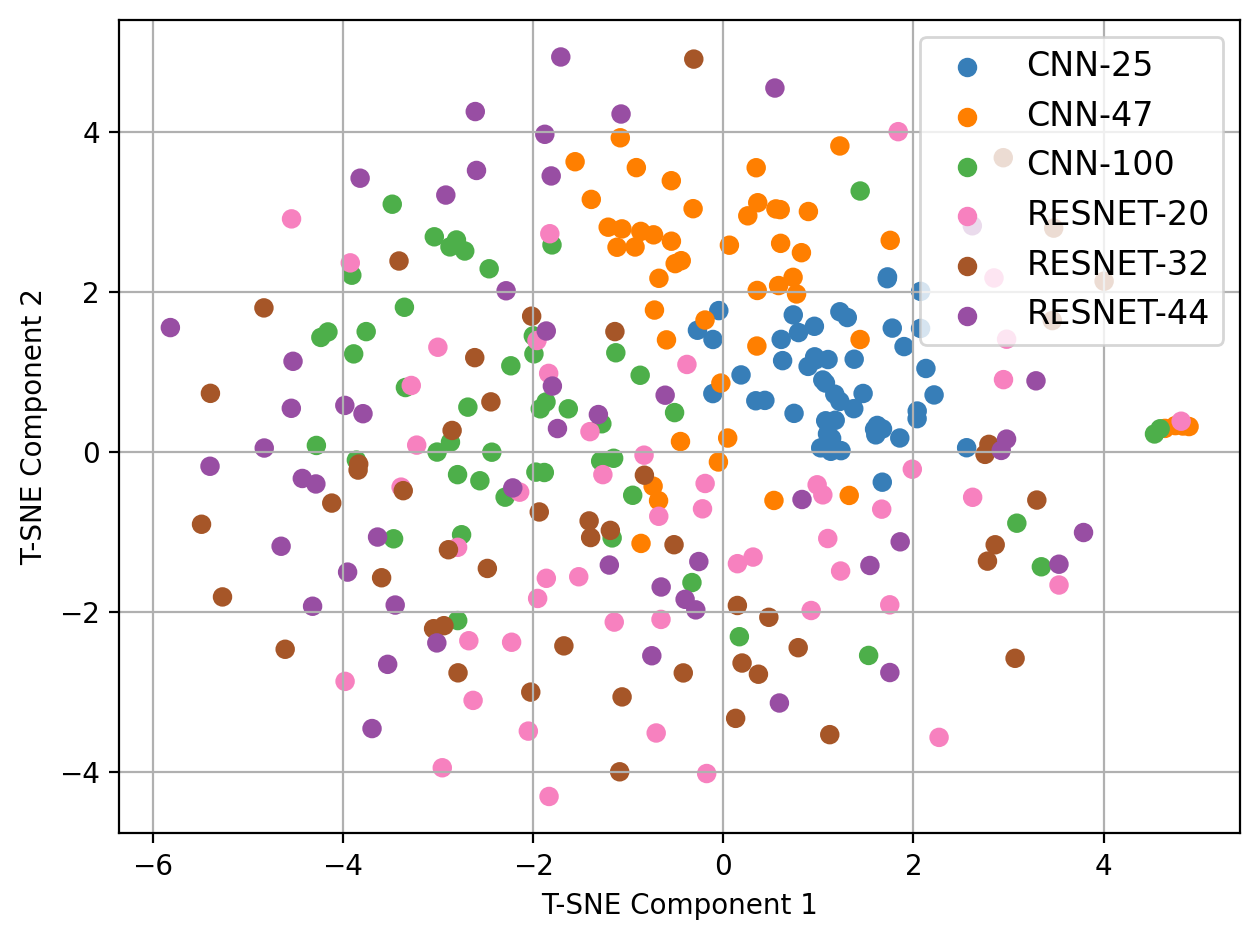 CNN-25
CNN-47
CNN-100
RESNET-20
RESNET-32
RESNET-44
4
2
0
−2
−4
T-SNE Component 2
−6 −4 −2 0 2 4
T-SNE Component 1